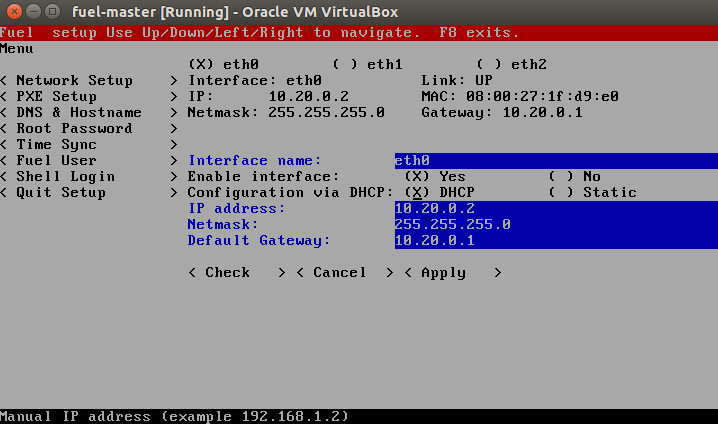 fuel-master [Running] - Oracle VM VirtualBox
Fuel  setup Use Up/Down/Left/Right to navigate.  F8 exits.
Menu
(X) eth0 ( ) eth1 ( ) eth2
< Network Setup > Interface: eth0 Link: UP
< PXE Setup > IP: 10.20.0.2 MAC: 08:00:27:1f:d9:e0
< DNS & Hostname > Netmask: 255.255.255.0 Gateway: 10.20.0.1
< Root Password >
< Time Sync >
< Fuel User > Interface name: eth0
< Shell Login > Enable interface: (X) Yes ( ) No
< Quit Setup > Configuration via DHCP: (X) DHCP ( ) Static
IP address: 10.20.0.2
Netmask: 255.255.255.0
Default Gateway: 10.20.0.1
< Check > < Cancel > < Apply >
Manual IP address (example 192.168.1.2)